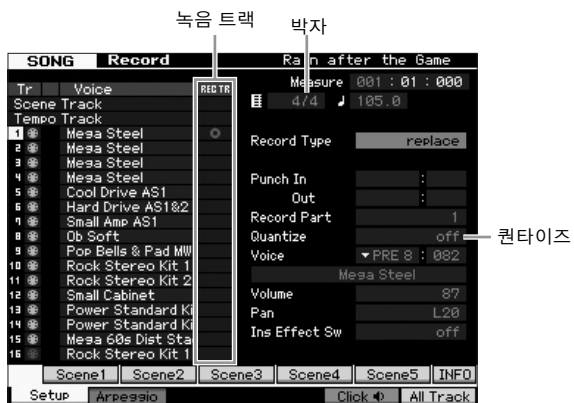 녹음 트랙
박자
SONG Record Rain after the Game
Measure 001 : 01 : 000
4/4 105.0
Tr Voice REC TR
Scene Track
Tempo Track
1 Mega Steel
2 Mega Steel
3 Mega Steel
4 Mega Steel
5 Cool Drive AS1
6 Hard Drive AS1&2
7 Small Amp AS1
8 Ob Soft
9 Pop Bells & Pad MW
10 Rock Stereo Kit 1
11 Rock Stereo Kit 2
12 Small Cabinet
13 Power Standard Ki
14 Power Standard Ki
15 Mega 60s Dist Sta
16 Rock Stereo Kit 1
Record Type replace
Punch In :
Out :
Record Part 1
Quantize off
퀀타이즈
Voice PRE 8 : 082
Mega Steel
Volume 87
Pan L20
Ins Effect Sw off
Scene1 Scene2 Scene3 Scene4 Scene5 INFO
Setup Arpeggio Click All Track